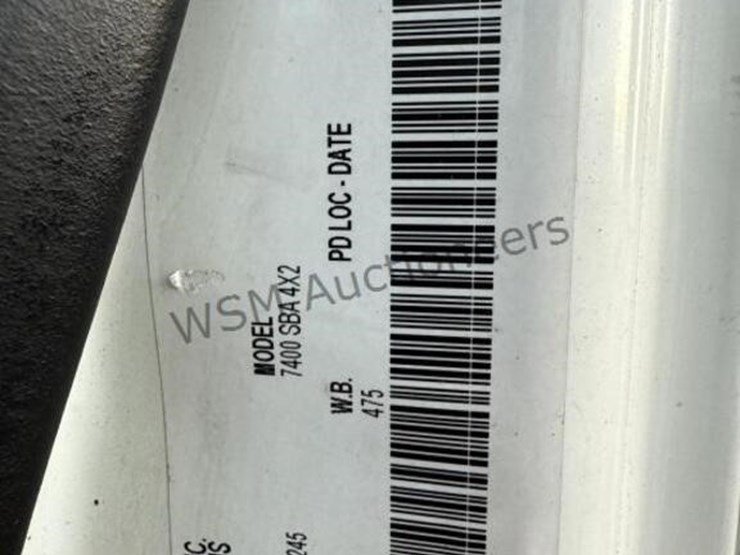 MODEL
7400 SBA 4X2
W.B.
475
PD LOC - DATE
245
WSM Auctioneers